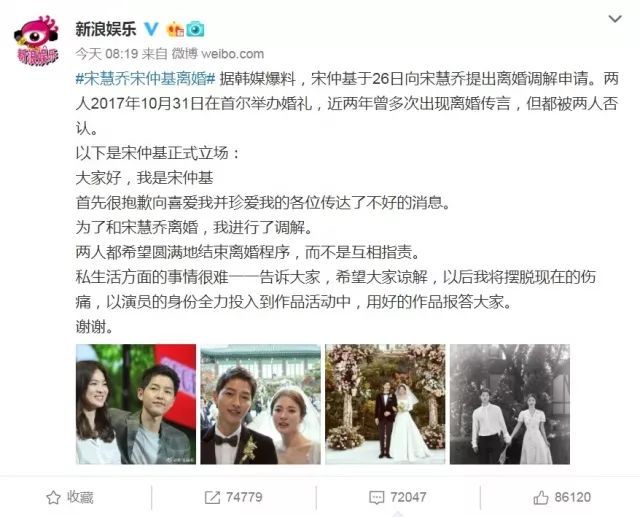 新浪娱乐
新浪娱乐
今天 08:19 来自 微博 weibo.com
#宋慧乔宋仲基离婚# 据韩媒爆料，宋仲基于26日向宋慧乔提出离婚调解申请。两
人2017年10月31日在首尔举办婚礼，近两年曾多次出现离婚传言，但都被两人否
认。
以下是宋仲基正式立场：
大家好，我是宋仲基
首先很抱歉向喜爱我并珍爱我的各位传达了不好的消息。
为了和宋慧乔离婚，我进行了调解。
两人都希望圆满地结束离婚程序，而不是互相指责。
私生活方面的事情很难一一告诉大家，希望大家谅解，以后我将摆脱现在的伤
痛，以演员的身份全力投入到作品活动中，用好的作品报答大家。
谢谢。
收藏 74779 72047 86120